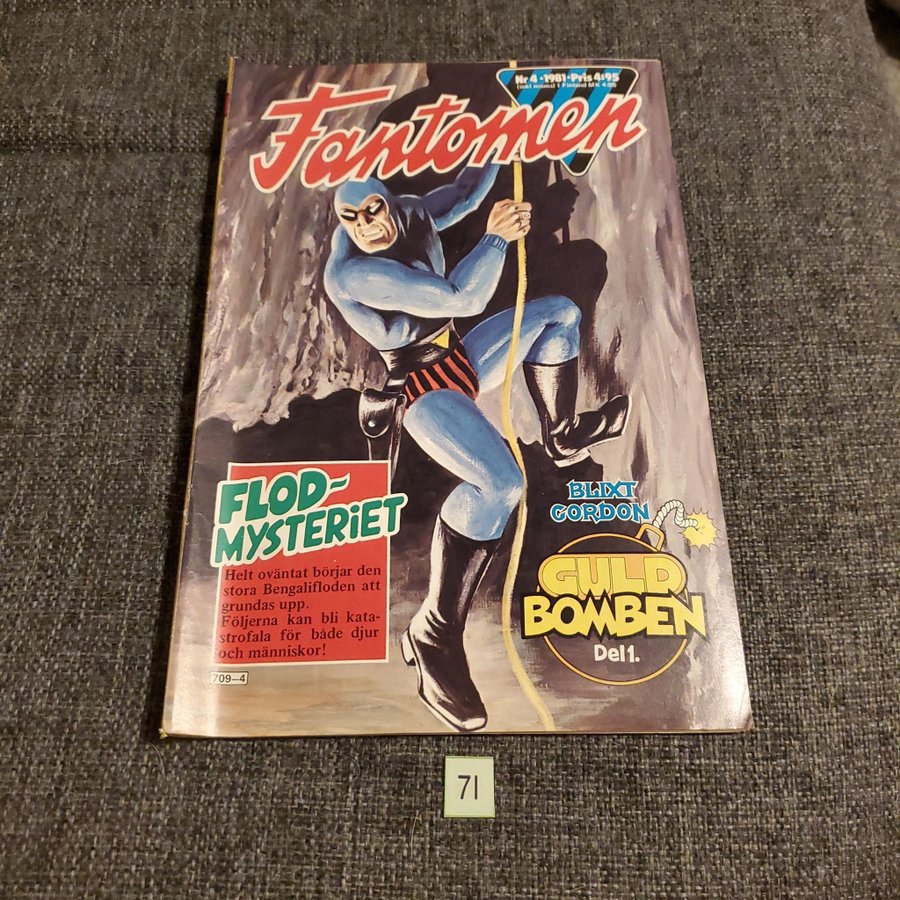 Nr 4 • 1981 • Pris 4:95
(inkl moms) I Finland MK 4:95
Fantomen
FLOD-
MYSTERiET
Helt oväntat börjar den
stora Bengalifloden att
grundas upp.
Följerna kan bli kata-
strofala för både djur
och människor!
709—4
BLIXT
GORDON
GULD
BOMBEN
Del 1.
71